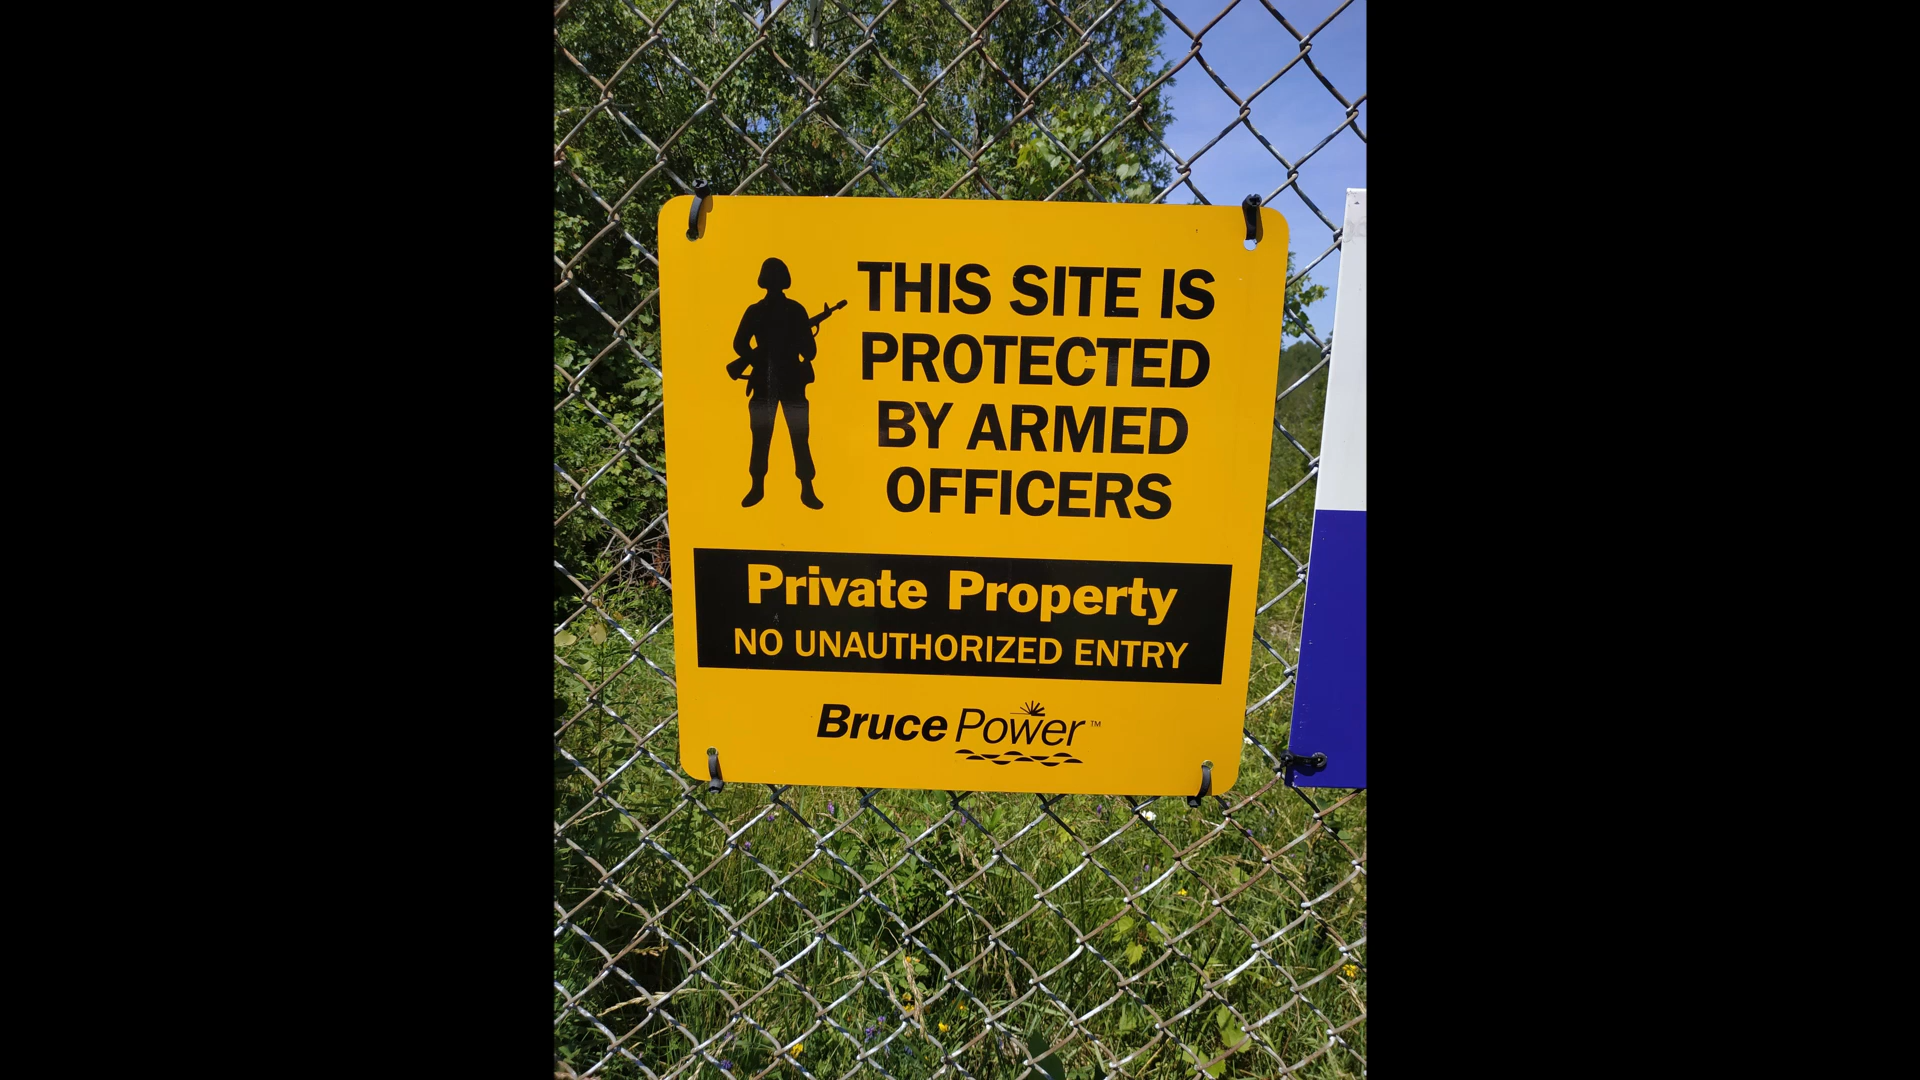 THIS SITE IS
PROTECTED
BY ARMED
OFFICERS
Private Property
NO UNAUTHORIZED ENTRY
Bruce Power™